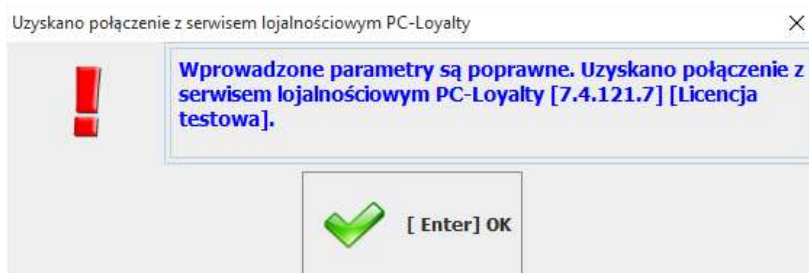 Uzyskano połączenie z serwisem lojalnościowym PC-Loyalty
Wprowadzone parametry są poprawne. Uzyskano połączenie z
serwisem lojalnościowym PC-Loyalty [7.4.121.7] [Licencja
testowa].
[ Enter] OK